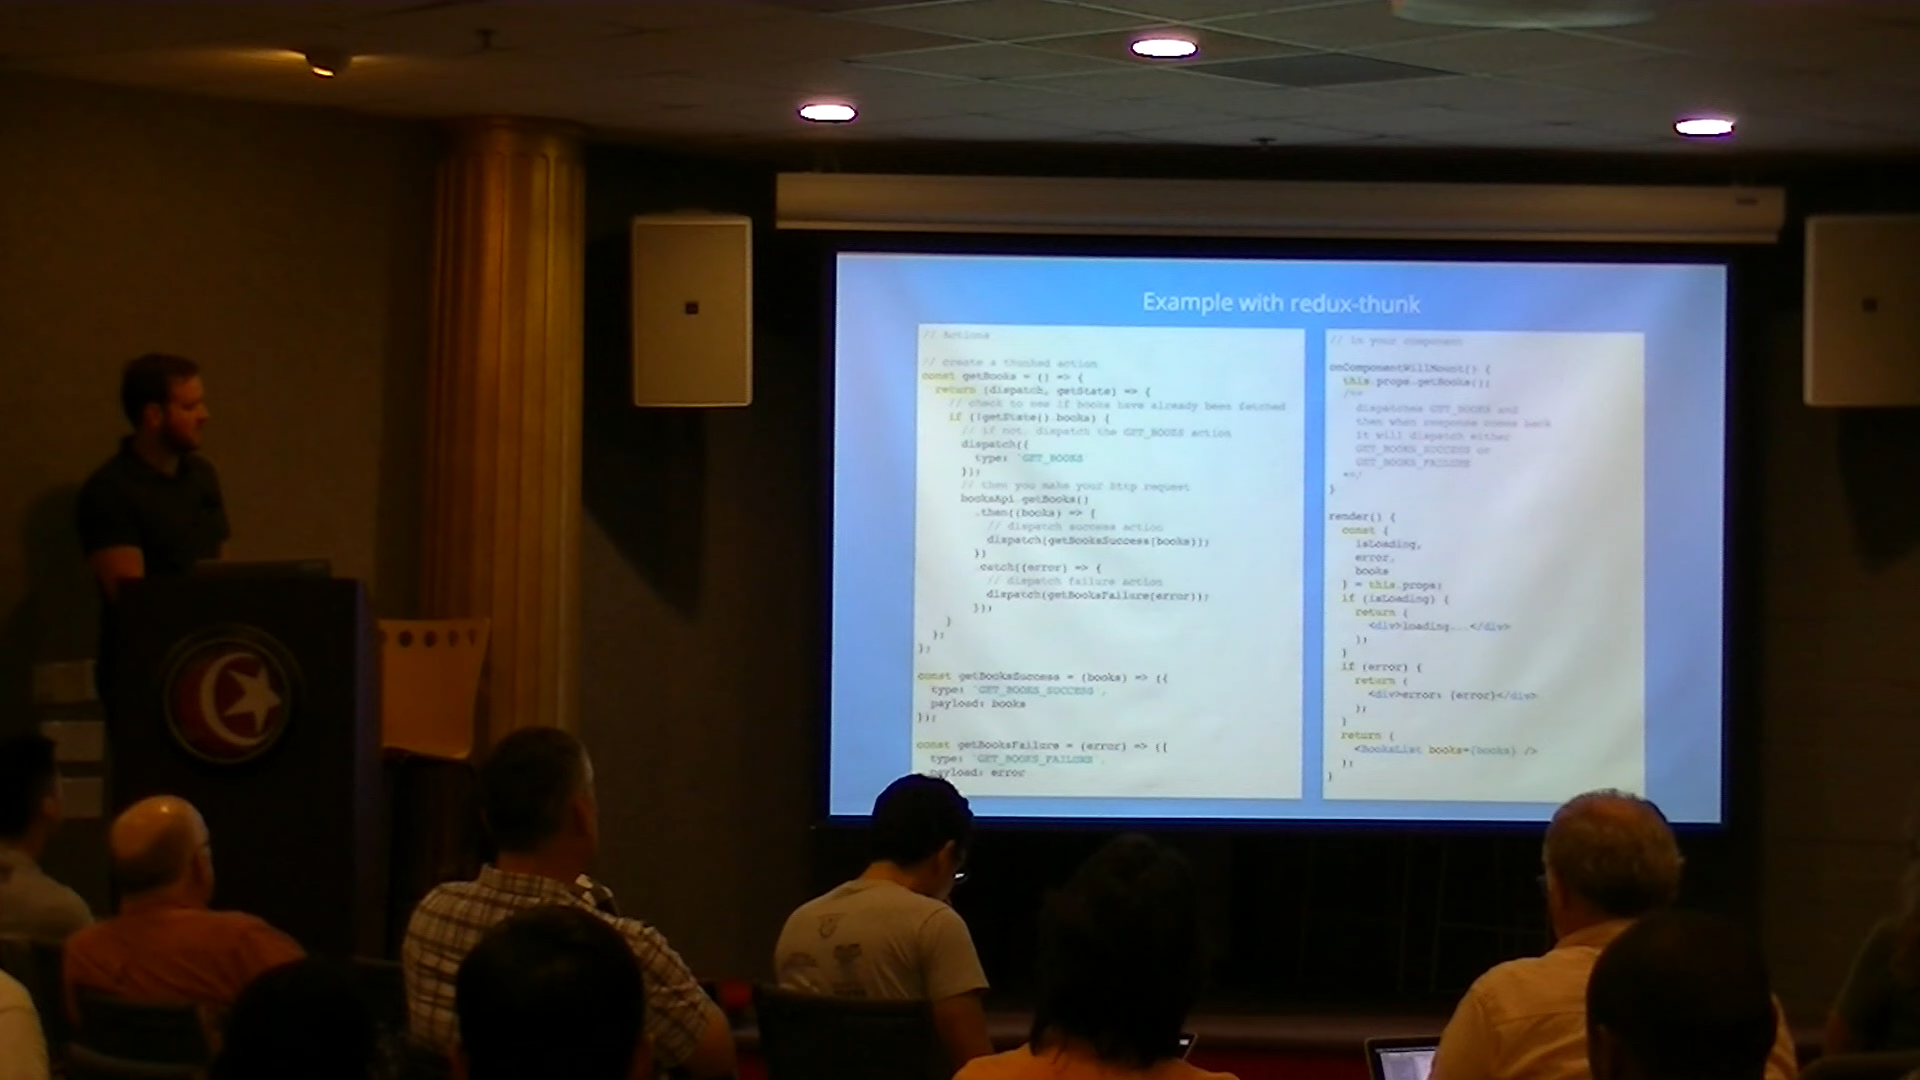 Example with redux-thunk
// Actions
// create a thunked action
const getBooks = () => {
return (dispatch, getState) => {
// check to see if books have already been fetched
if (!getState().books) {
// if not, dispatch the GET_BOOKS action
dispatch({
type: `GET_BOOKS`
});
// then you make your http request
booksApi.getBooks()
.then((books) => {
// dispatch success action
dispatch(getBooksSuccess(books));
})
.catch((error) => {
// dispatch failure action
dispatch(getBooksFailure(error));
});
}
};
};
const getBooksSuccess = (books) => ({
type: `GET_BOOKS_SUCCESS`,
payload: books
});
const getBooksFailure = (error) => ({
type: `GET_BOOKS_FAILURE`,
payload: error
// in your component
onComponentWillMount() {
this.props.getBooks();
/**
dispatches GET_BOOKS and
then when response comes back
it will dispatch either
GET_BOOKS_SUCCESS or
GET_BOOKS_FAILURE
**/
}
render() {
const {
isLoading,
error,
books
} = this.props;
if (isLoading) {
return (
<div>loading...</div>
);
}
if (error) {
return (
<div>error: {error}</div>
);
}
return (
<BooksList books={books} />
);
}